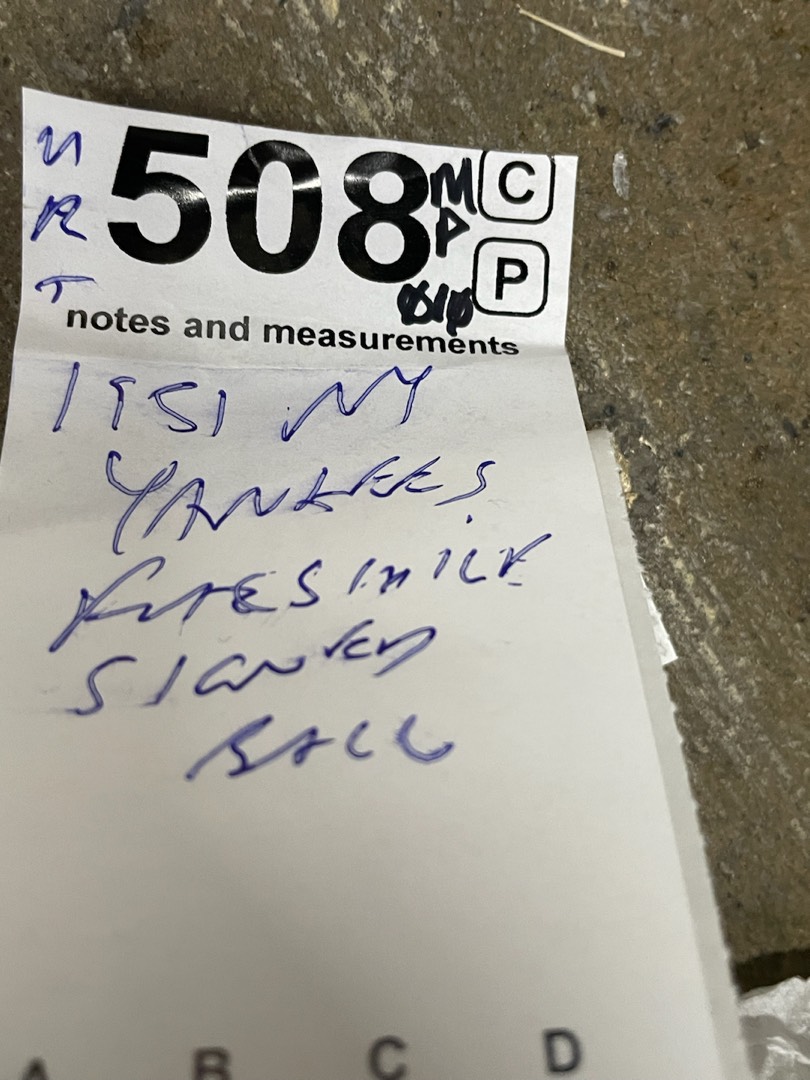 U
R
T
508
M
P
C
P
notes and measurements
1951 NY
YANKEES
FACSIMILE
SIGNED
BALL
A B C D